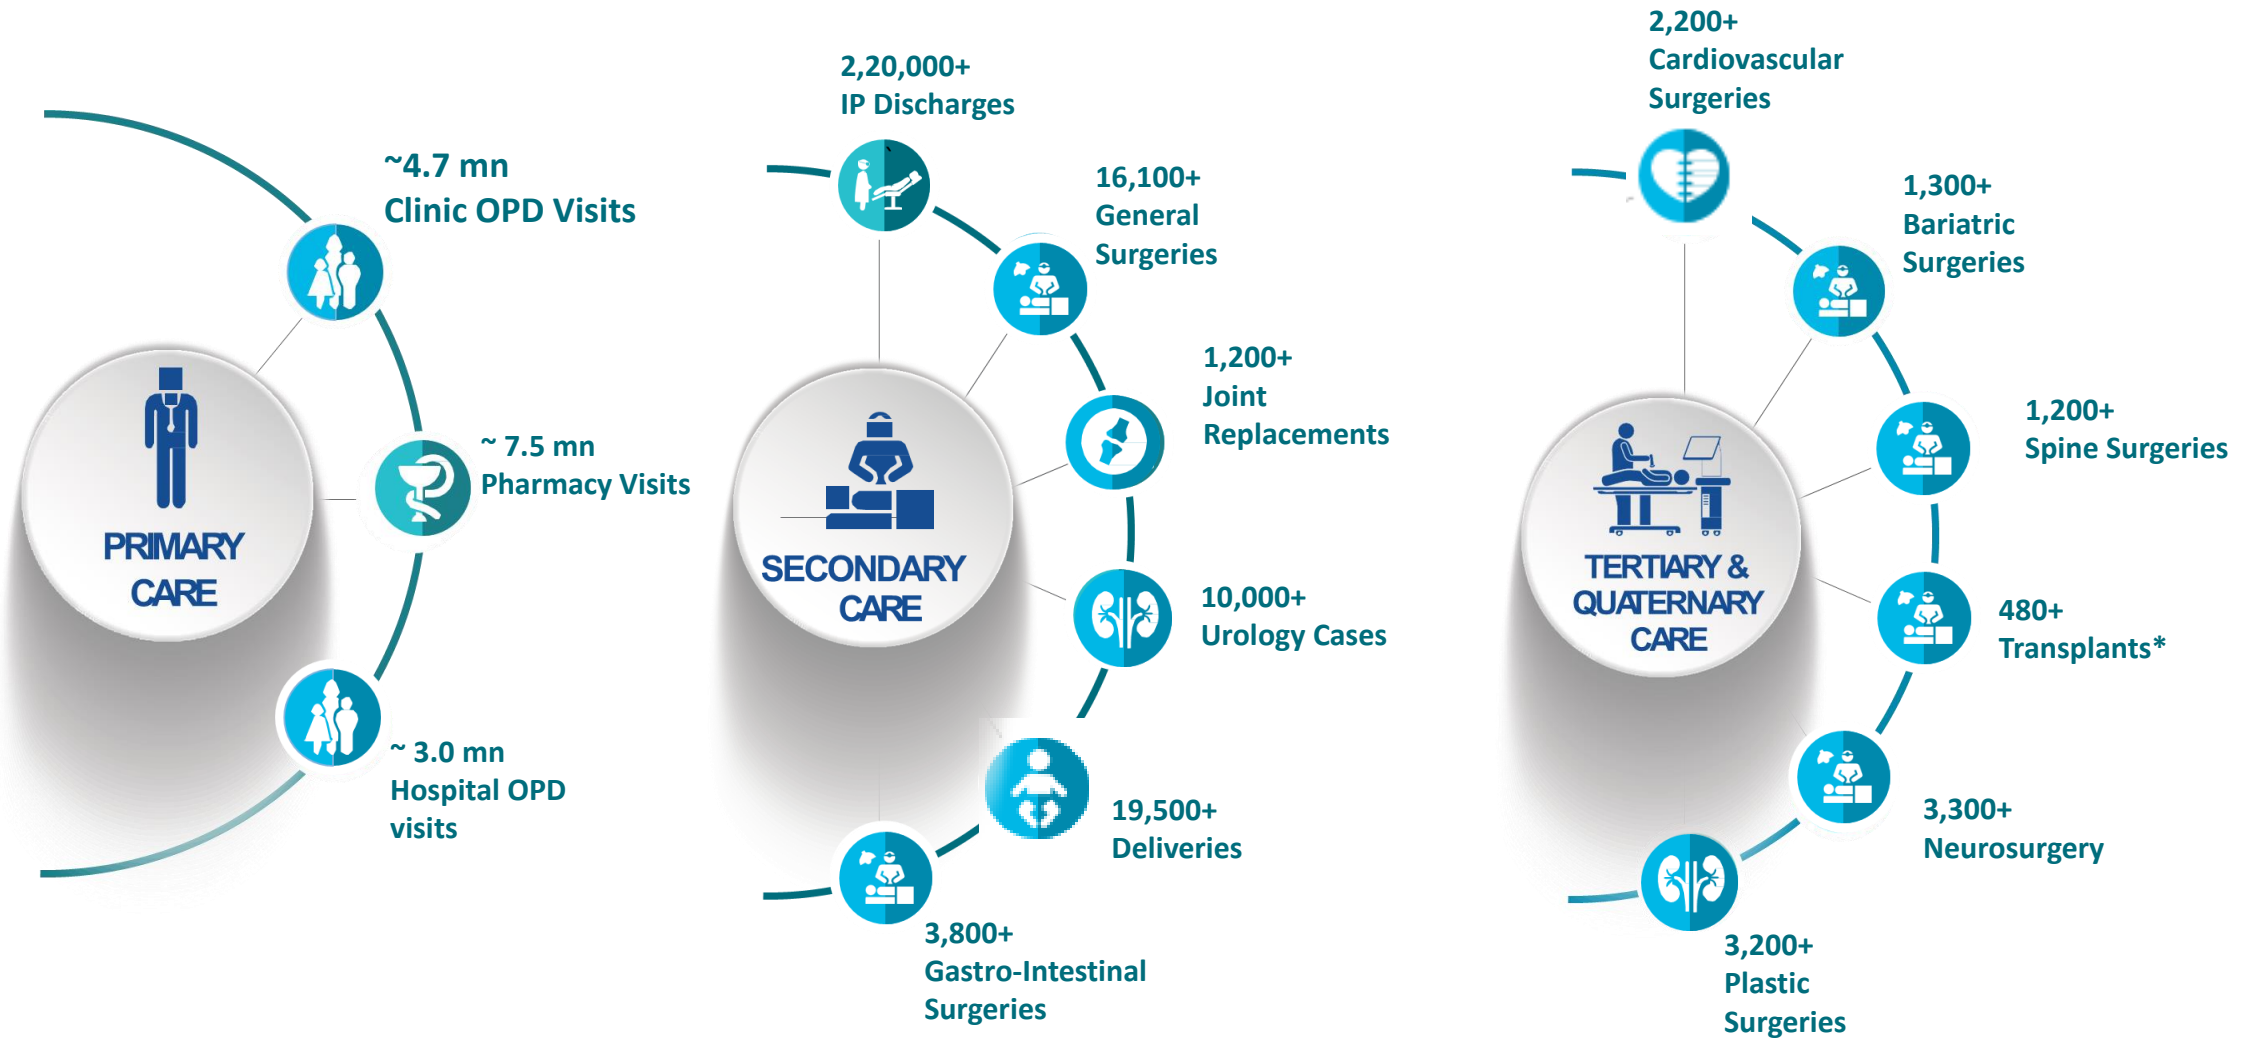 ~4.7 mn
Clinic OPD Visits
~ 7.5 mn
Pharmacy Visits
PRIMARY
CARE
~ 3.0 mn
Hospital OPD
visits
2,20,000+
IP Discharges
16,100+
General
Surgeries
1,200+
Joint
Replacements
SECONDARY
CARE
10,000+
Urology Cases
19,500+
Deliveries
3,800+
Gastro-Intestinal
Surgeries
2,200+
Cardiovascular
Surgeries
1,300+
Bariatric
Surgeries
1,200+
Spine Surgeries
TERTIARY &
QUATERNARY
CARE
480+
Transplants*
3,300+
Neurosurgery
3,200+
Plastic
Surgeries